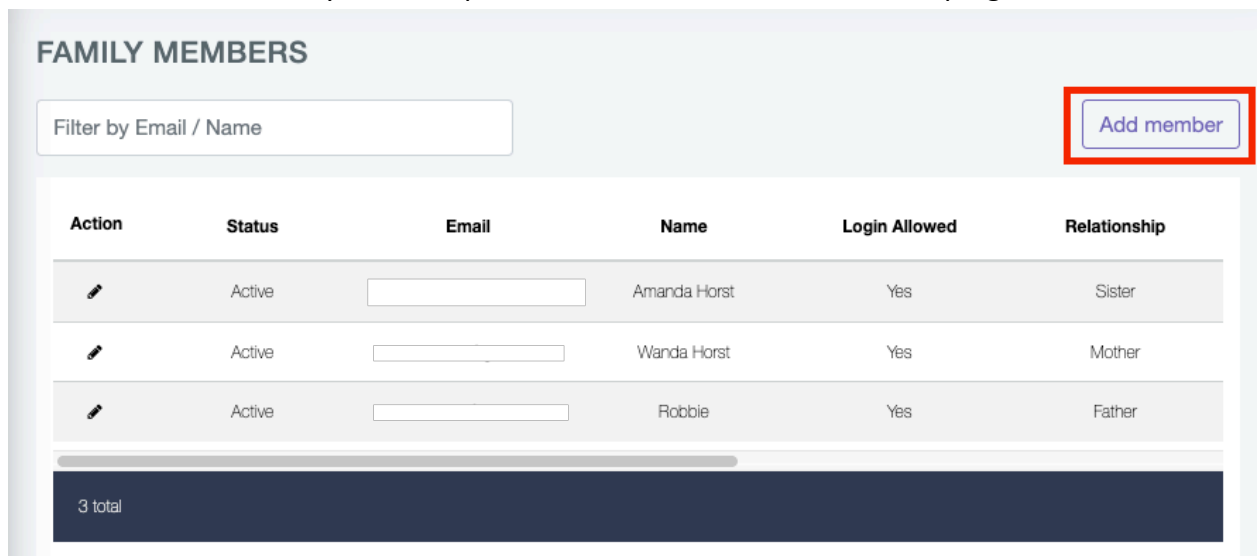 FAMILY MEMBERS
Filter by Email / Name
Add member
Action Status Email Name Login Allowed Relationship
Active Amanda Horst Yes Sister
Active Wanda Horst Yes Mother
Active Robbie Yes Father
3 total